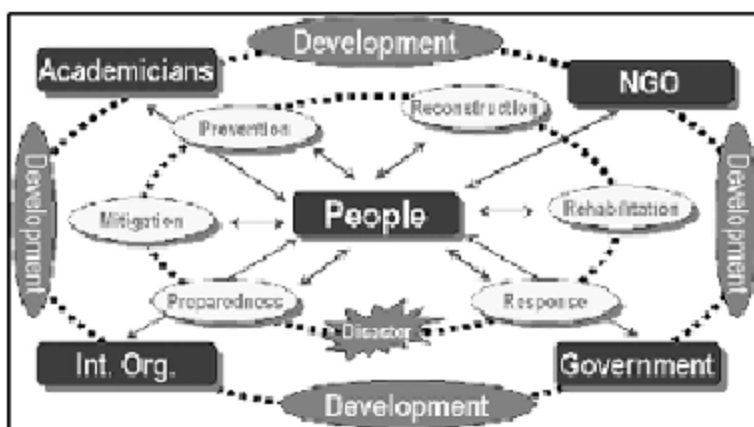 Development
Academicians
NGO
Reconstruction
Prevention
Development
Development
People
Mitigation
Rehabilitation
Preparedness
Response
Disaster
Int. Org.
Government
Development